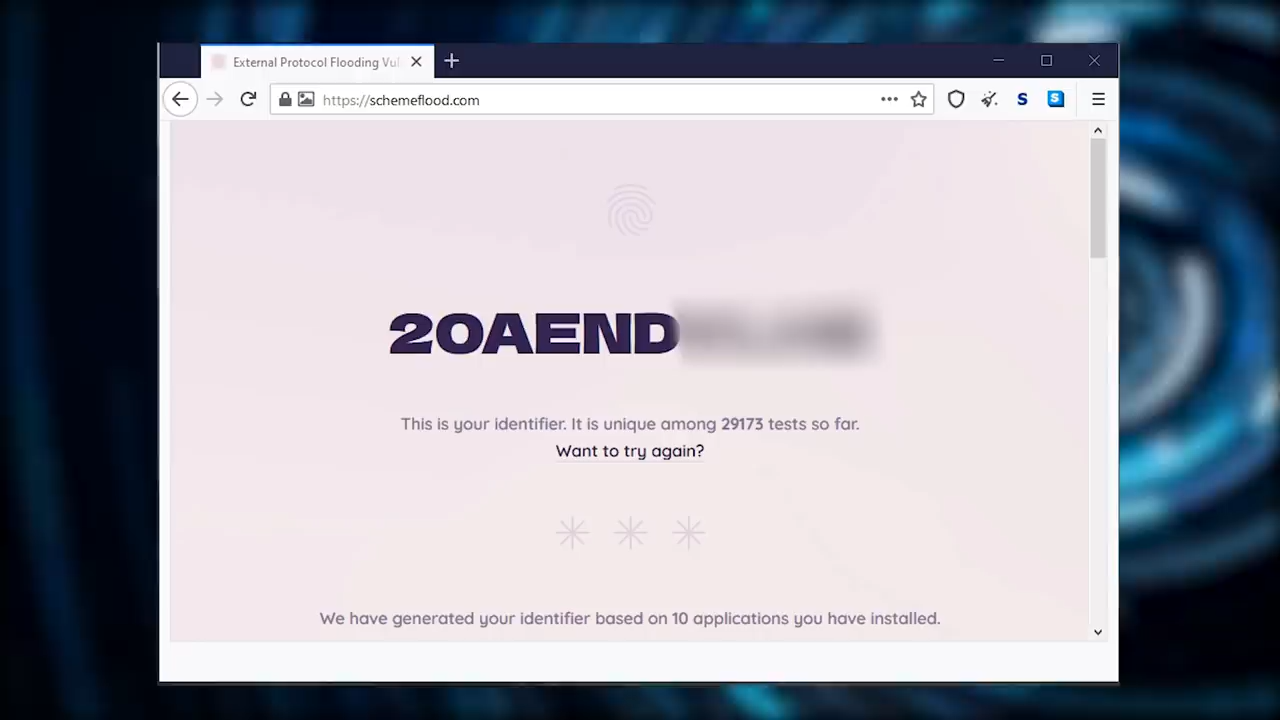 External Protocol Flooding Vul
https://schemeflood.com
S
S
2OAEND
This is your identifier. It is unique among 29173 tests so far.
Want to try again?
We have generated your identifier based on 10 applications you have installed.